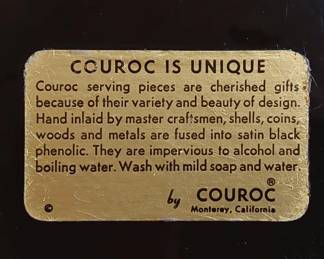 COUROC IS UNIQUE
Couroc serving pieces are cherished gifts
because of their variety and beauty of design.
Hand inlaid by master craftsmen, shells, coins,
woods and metals are fused into satin black
phenolic. They are impervious to alcohol and
boiling water. Wash with mild soap and water.
by COUROC®
© Monterey, California